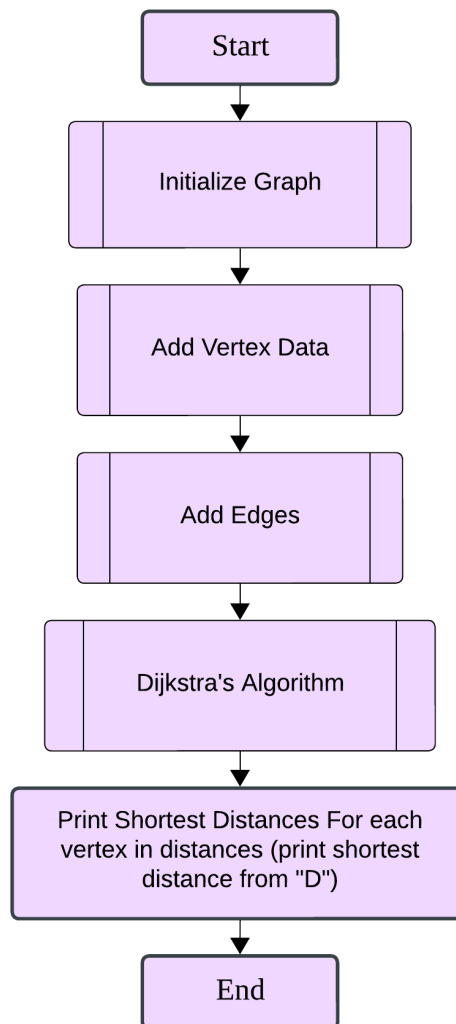 Start
Initialize Graph
Add Vertex Data
Add Edges
Dijkstra's Algorithm
Print Shortest Distances For each
vertex in distances (print shortest
distance from "D")
End